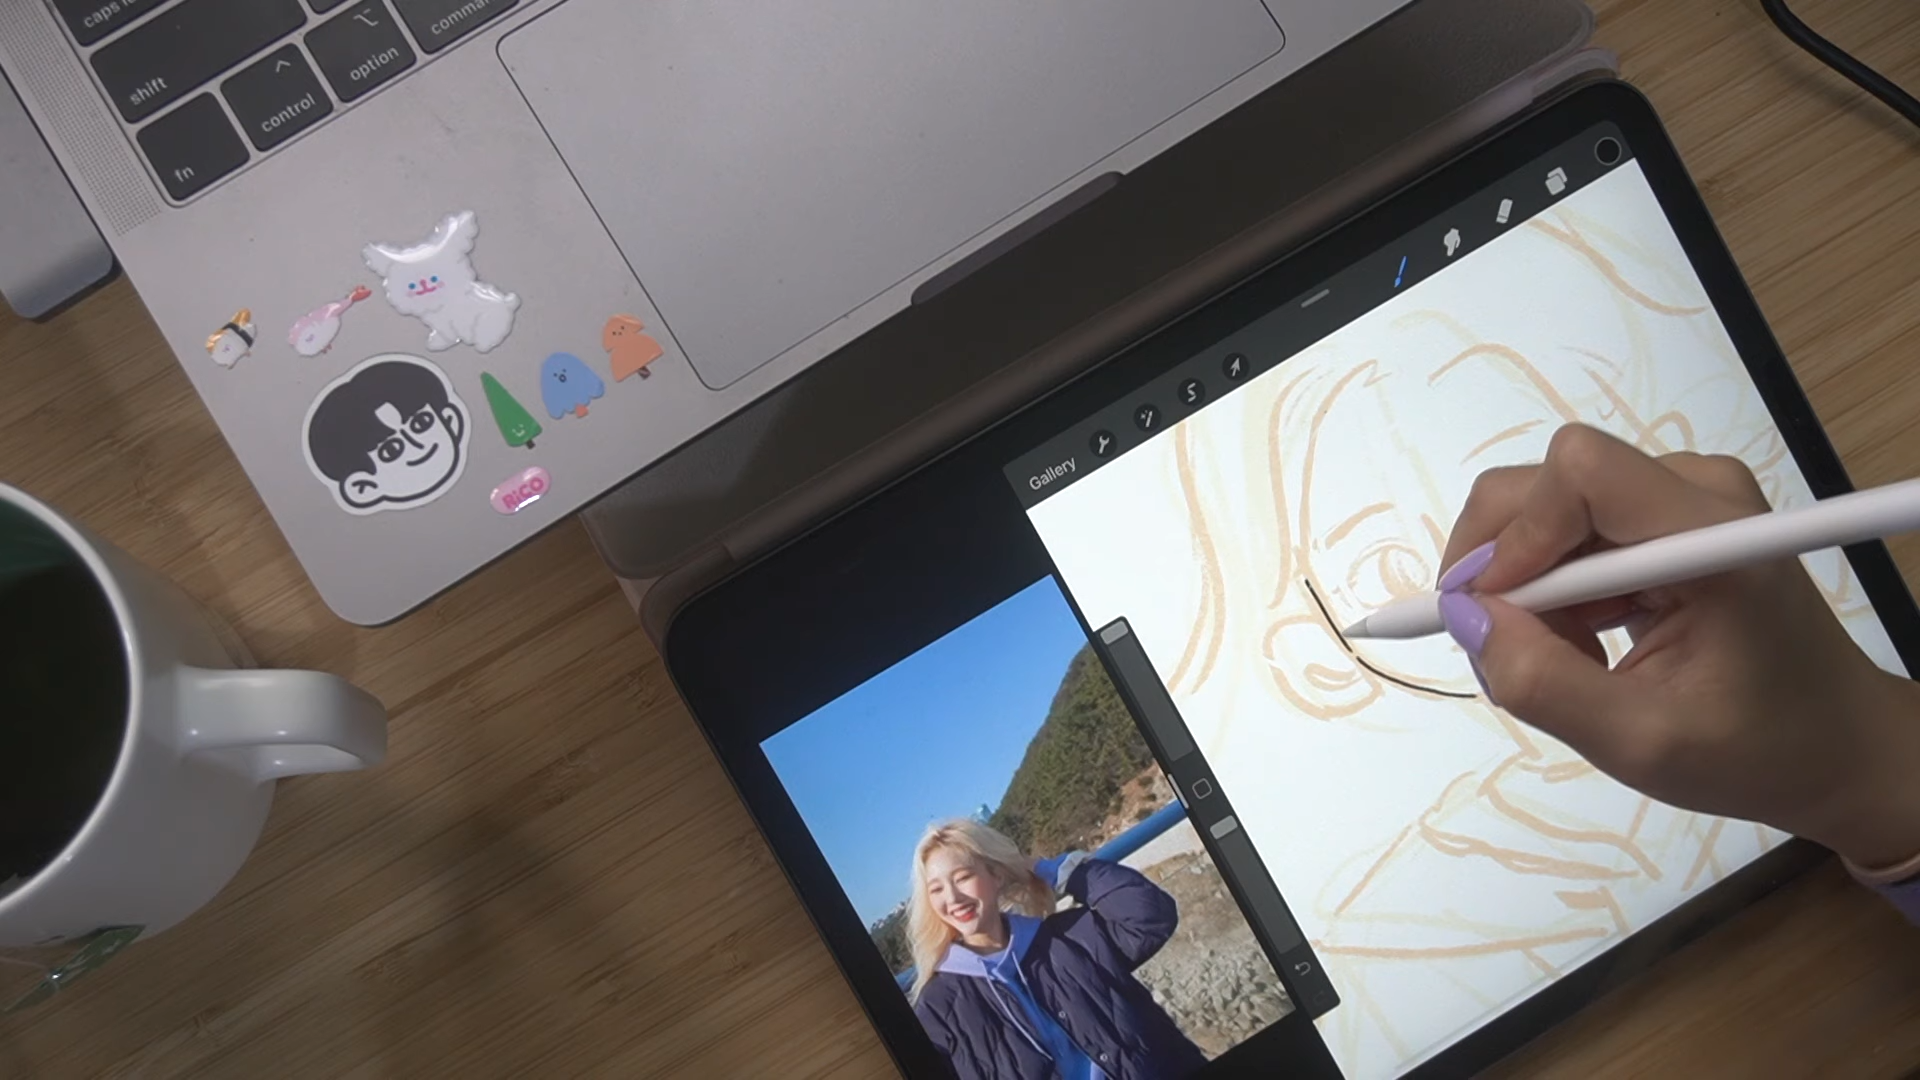 caps
shift
fn
control
option
comma
RiCO
Gallery